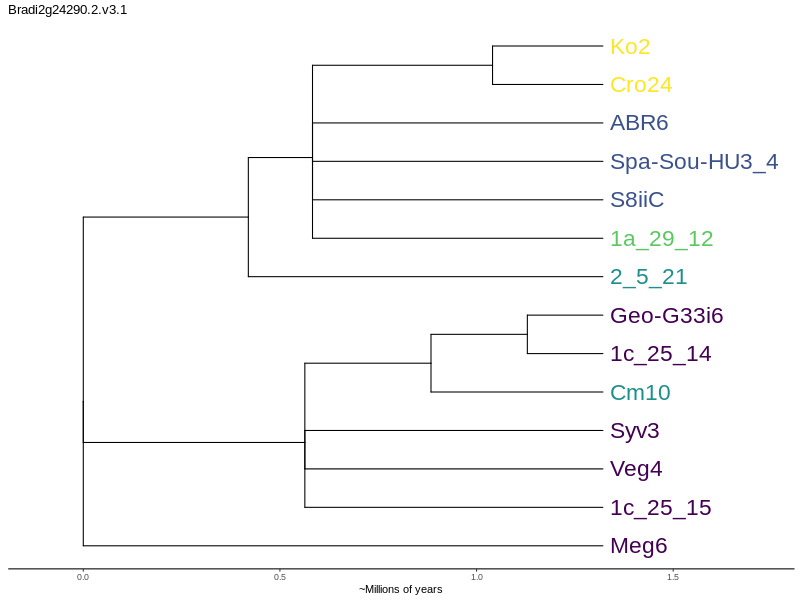 Bradi2g24290.2.v3.1
Ko2
Cro24
ABR6
Spa-Sou-HU3_4
S8iiC
1a_29_12
2_5_21
Geo-G33i6
1c_25_14
Cm10
Syv3
Veg4
1c_25_15
Meg6
0.0 0.5 1.0 1.5
~Millions of years